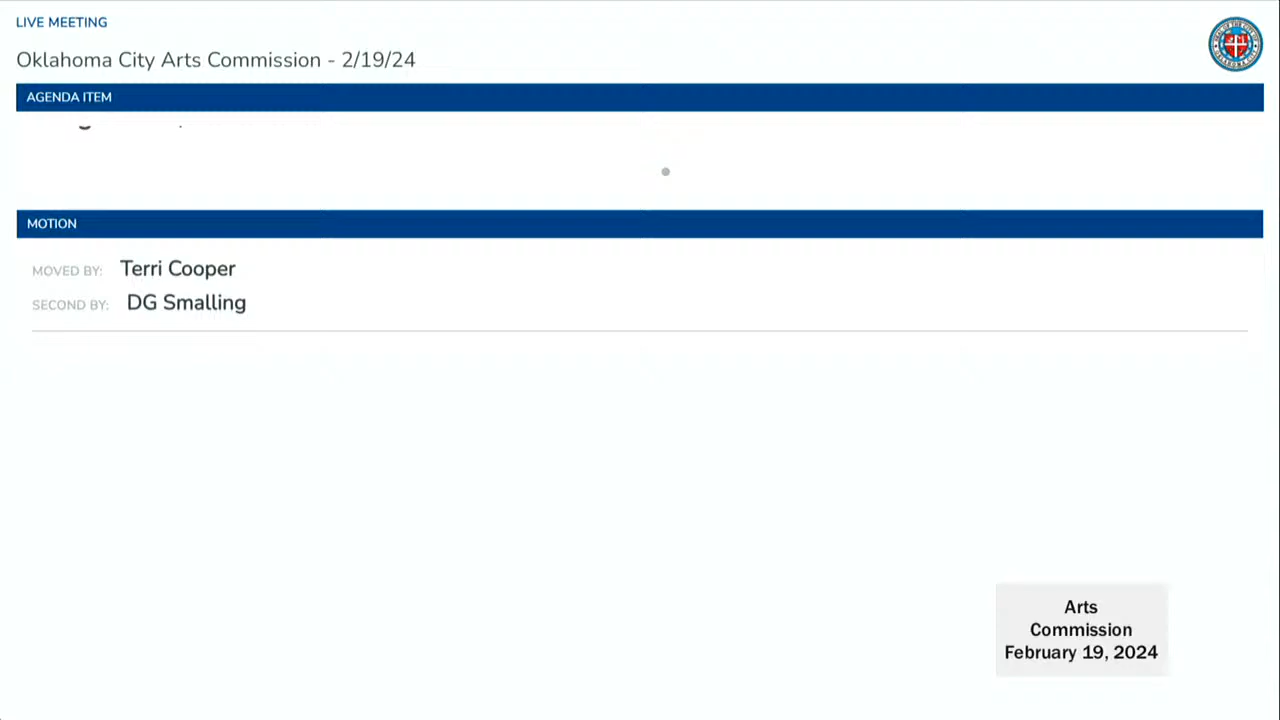 LIVE MEETING
Oklahoma City Arts Commission - 2/19/24
AGENDA ITEM
MOTION
MOVED BY: Terri Cooper
SECOND BY: DG Smalling
Arts
Commission
February 19, 2024